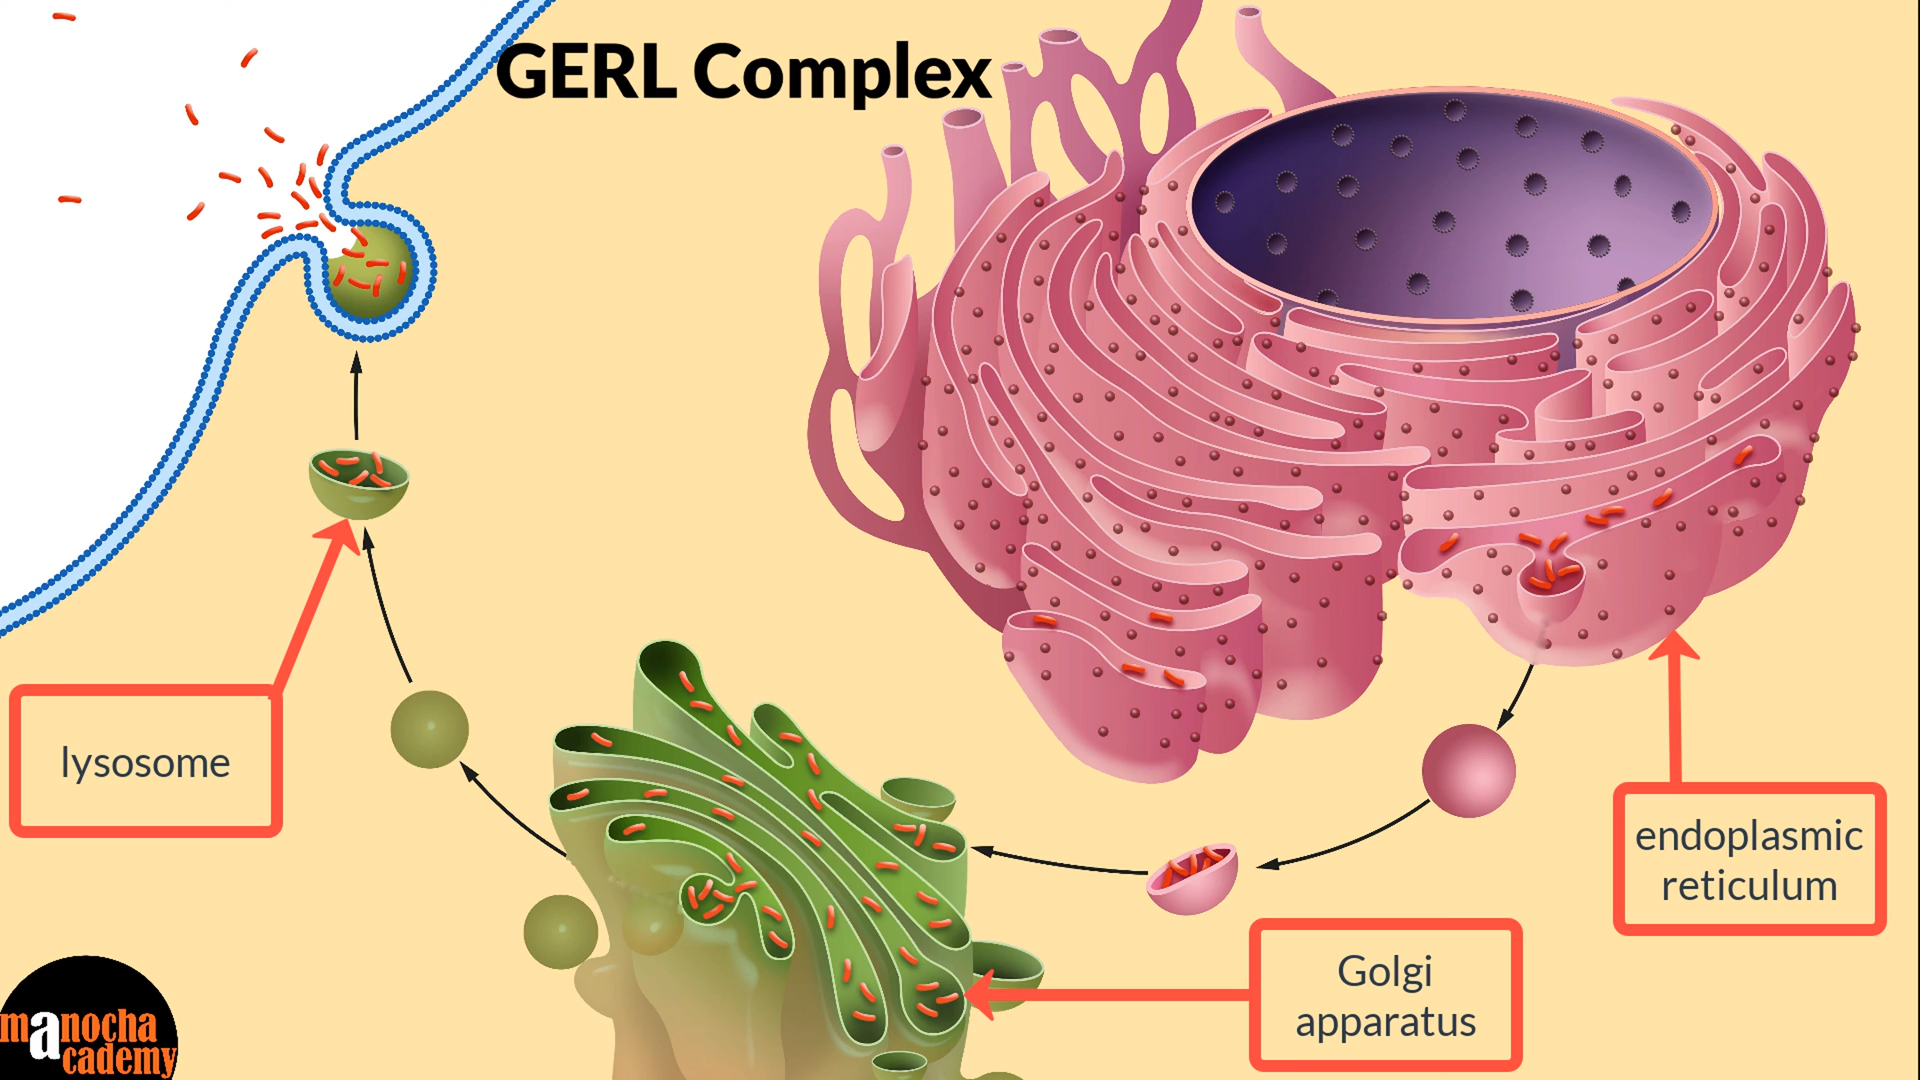 GERL Complex
lysosome
endoplasmic
reticulum
Golgi
apparatus
manocha
academy